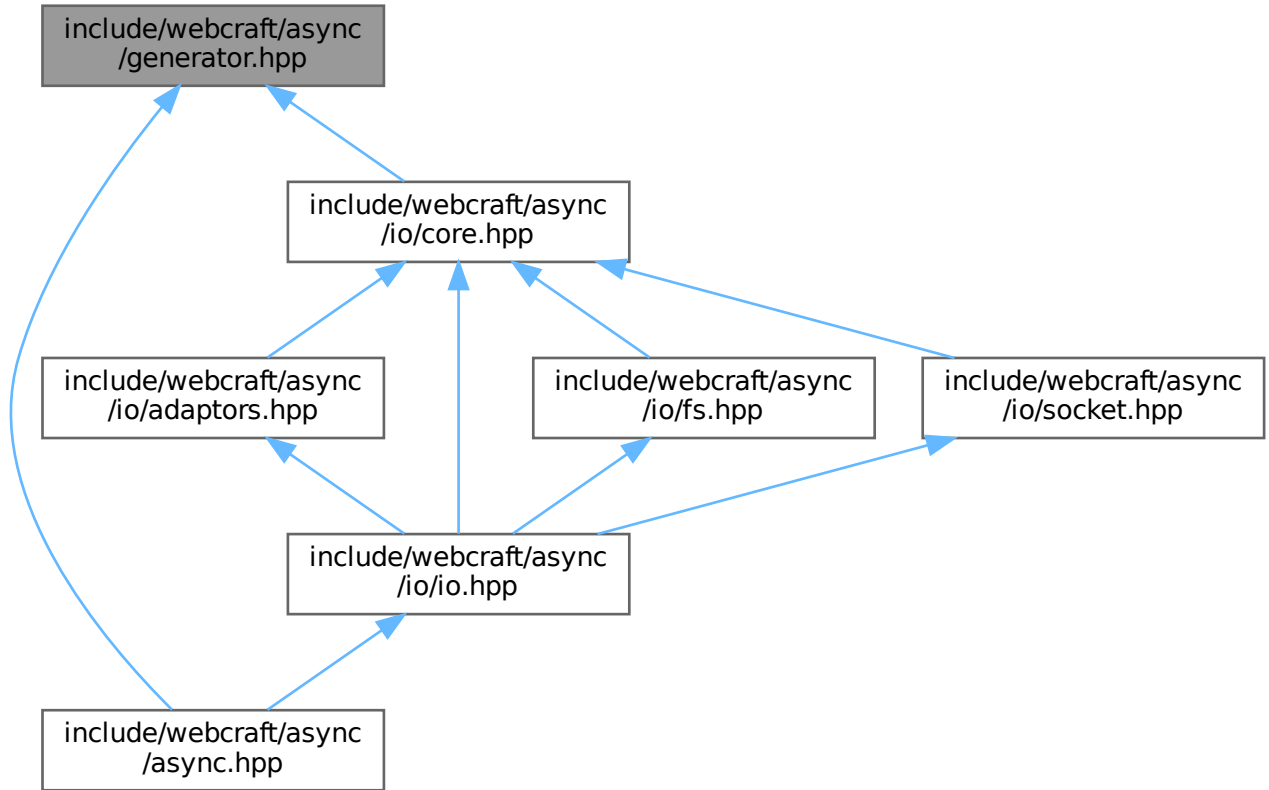 include/webcraft/async
/generator.hpp
include/webcraft/async
/io/core.hpp
include/webcraft/async
/io/adaptors.hpp
include/webcraft/async
/io/fs.hpp
include/webcraft/async
/io/socket.hpp
include/webcraft/async
/io/io.hpp
include/webcraft/async
/async.hpp